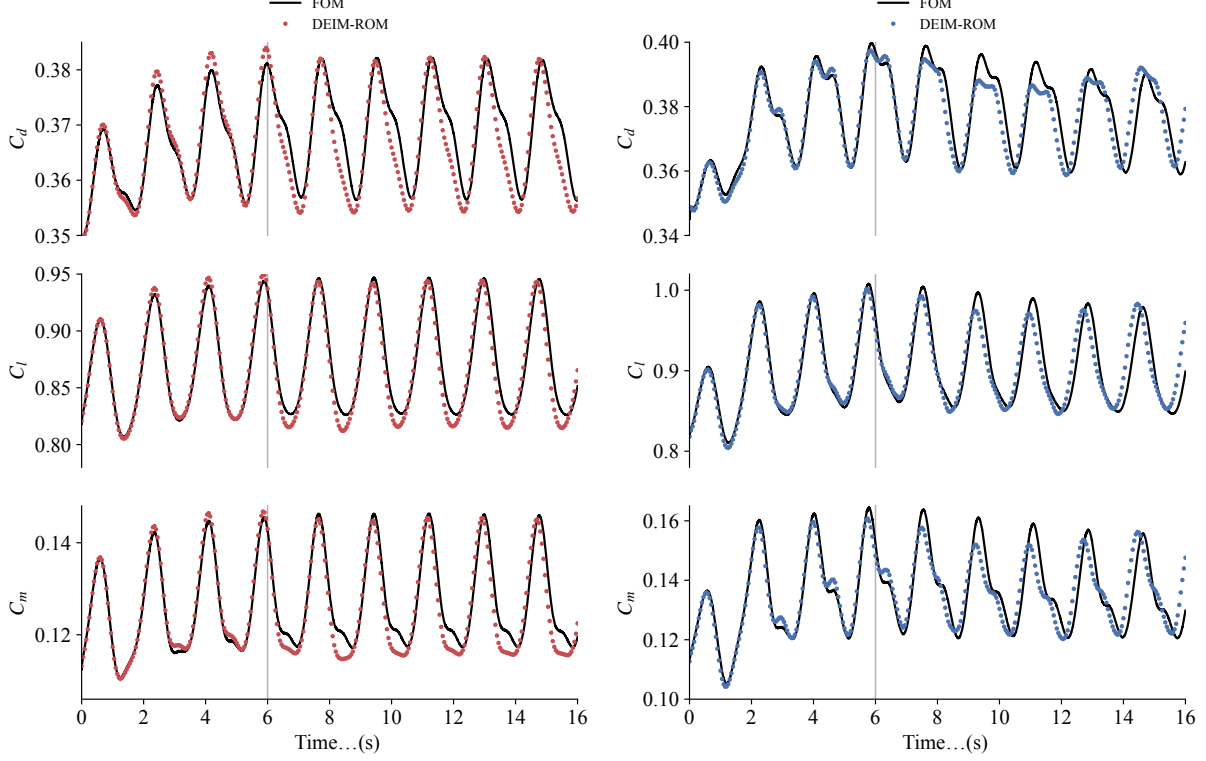 FOM
DEIM-ROM
0.38
0.37
0.36
0.35
C_d
0.95
0.90
0.85
0.80
C_l
0.14
0.12
C_m
0 2 4 6 8 10 12 14 16
Time…(s)
FOM
DEIM-ROM
0.40
0.38
0.36
0.34
C_d
1.0
0.9
0.8
C_l
0.16
0.14
0.12
0.10
C_m
0 2 4 6 8 10 12 14 16
Time…(s)